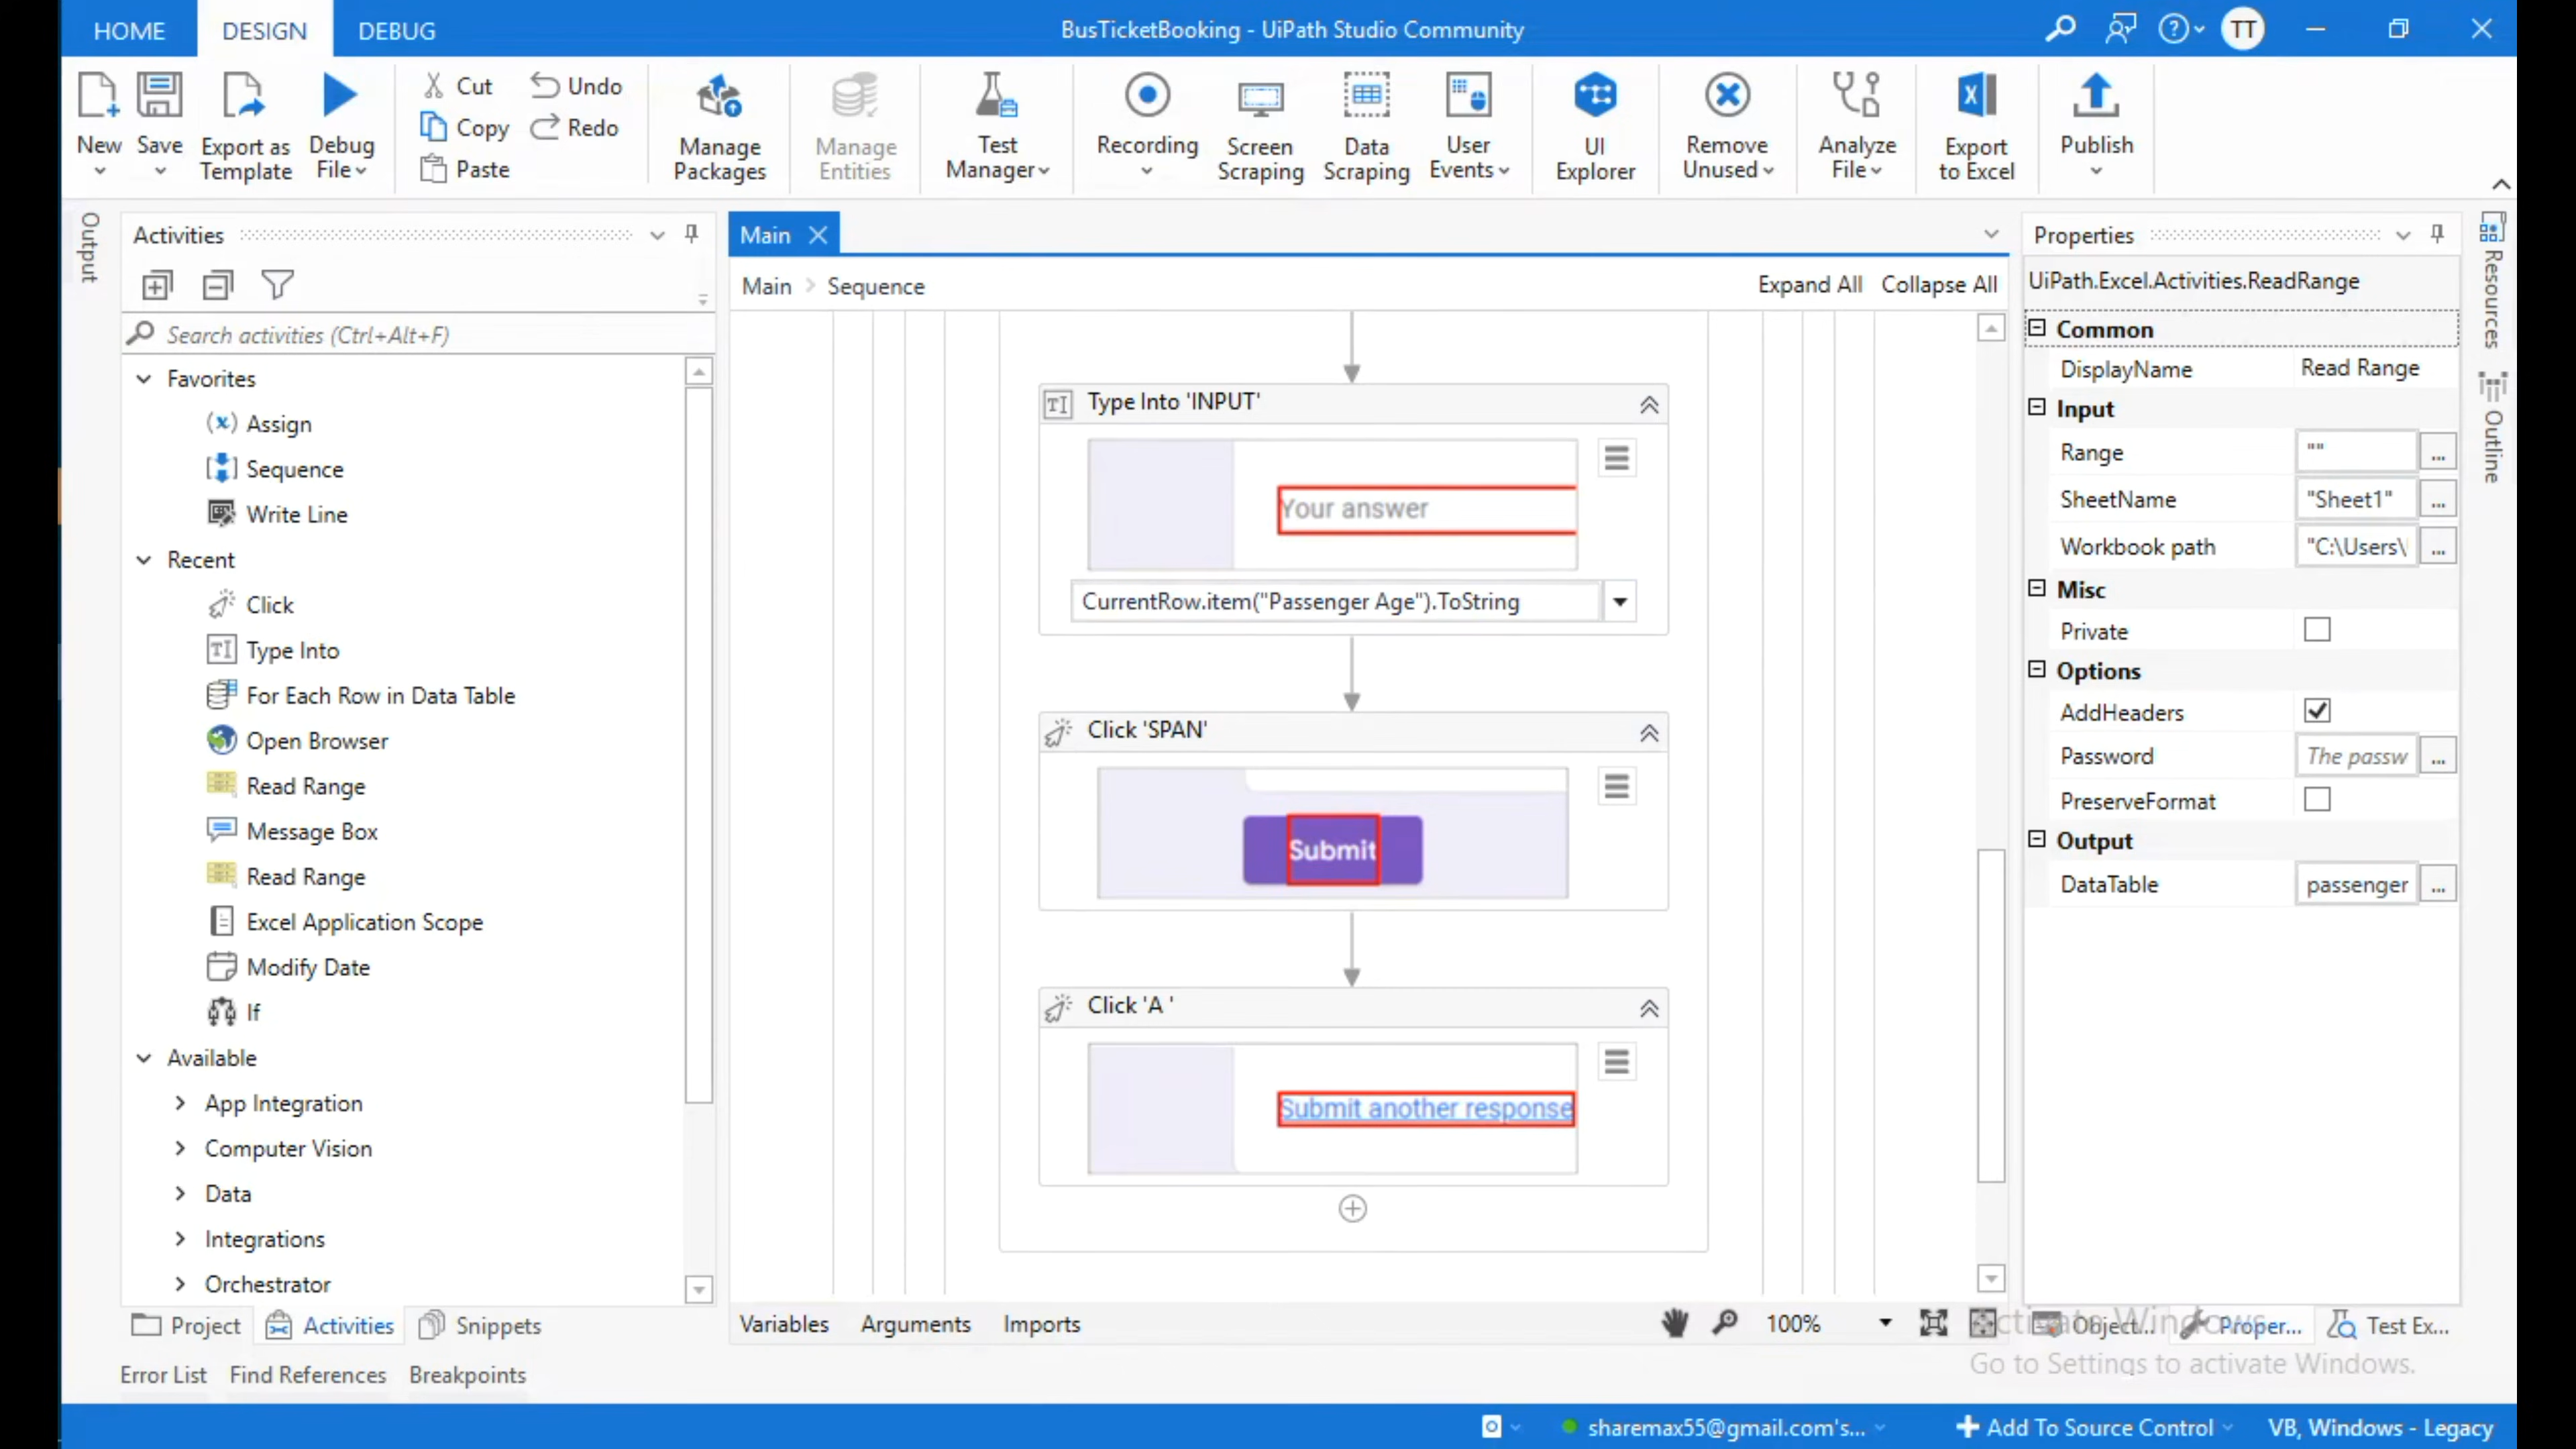 HOME DESIGN DEBUG BusTicketBooking - UiPath Studio Community TT
New Save Export as Template Debug File
Cut Copy Paste Undo Redo
Manage Packages
Manage Entities
Test Manager
Recording
Screen Scraping
Data Scraping
User Events
UI Explorer
Remove Unused
Analyze File
Export to Excel
Publish
Output
Activities
Search activities (Ctrl+Alt+F)
Favorites
Assign
Sequence
Write Line
Recent
Click
Type Into
For Each Row in Data Table
Open Browser
Read Range
Message Box
Read Range
Excel Application Scope
Modify Date
If
Available
App Integration
Computer Vision
Data
Integrations
Orchestrator
Project Activities Snippets
Main
Main Sequence Expand All Collapse All
TI Type Into 'INPUT'
Your answer
CurrentRow.item("Passenger Age").ToString
Click 'SPAN'
Submit
Click 'A '
Submit another response
Variables Arguments Imports 100%
Properties
UiPath.Excel.Activities.ReadRange
Common
DisplayName Read Range
Input
Range "" ...
SheetName "Sheet1" ...
Workbook path "C:\Users\ ...
Misc
Private
Options
AddHeaders
Password The passw ...
PreserveFormat
Output
DataTable passenger ...
Object... Proper... Test Ex...
Resources
Outline
Activate Windows
Go to Settings to activate Windows.
Error List Find References Breakpoints
sharemax55@gmail.com's... Add To Source Control VB, Windows - Legacy